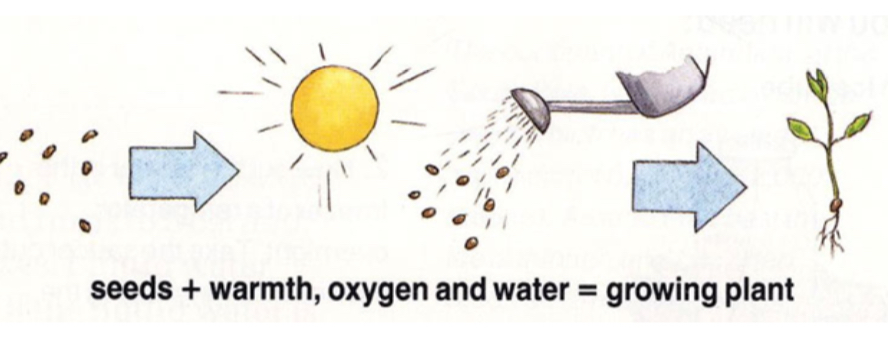 seeds + warmth, oxygen and water = growing plant